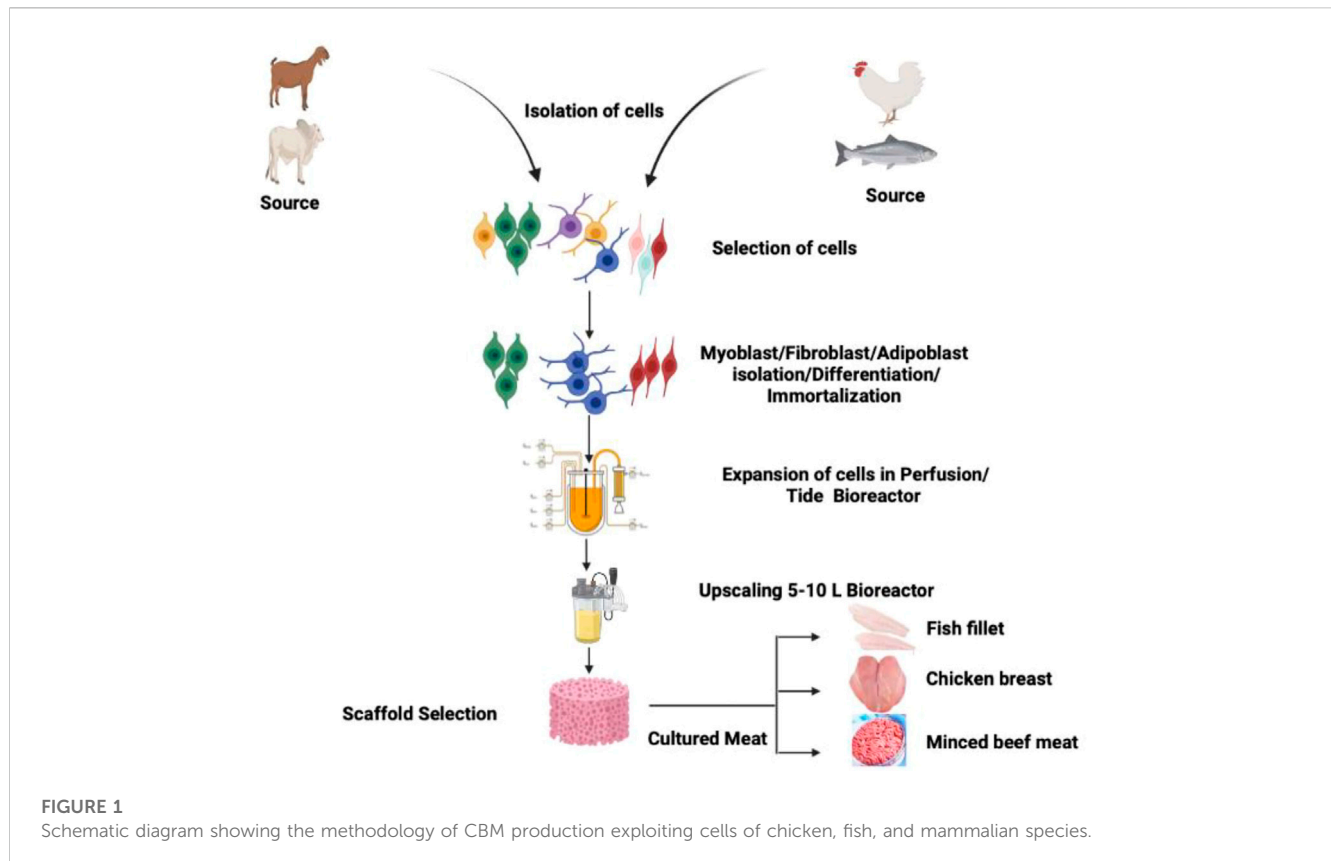 Isolation of cells
Source
Source
Selection of cells
Myoblast/Fibroblast/Adipoblast
isolation/Differentiation/
Immortalization
Expansion of cells in Perfusion/
Tide Bioreactor
Upscaling 5-10 L Bioreactor
Fish fillet
Chicken breast
Scaffold Selection
Cultured Meat
Minced beef meat
FIGURE 1
Schematic diagram showing the methodology of CBM production exploiting cells of chicken, fish, and mammalian species.